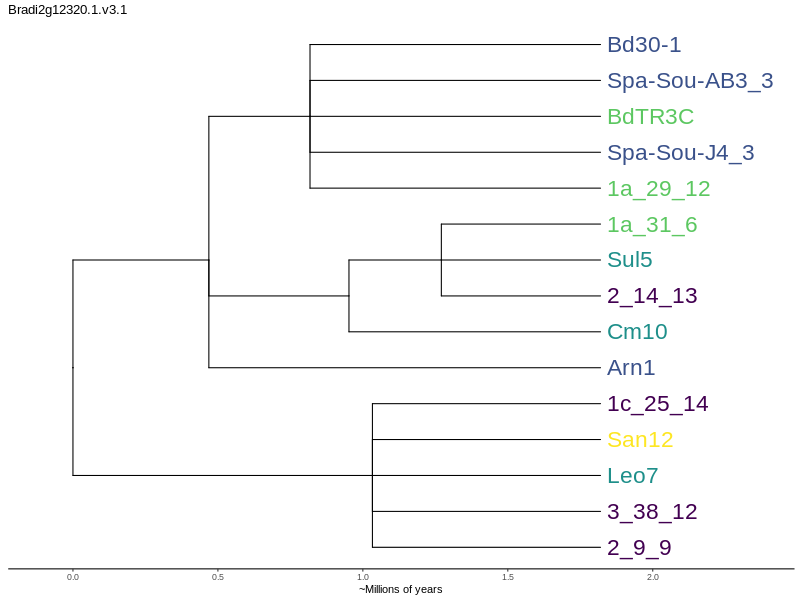 Bradi2g12320.1.v3.1
Bd30-1
Spa-Sou-AB3_3
BdTR3C
Spa-Sou-J4_3
1a_29_12
1a_31_6
Sul5
2_14_13
Cm10
Arn1
1c_25_14
San12
Leo7
3_38_12
2_9_9
0.0 0.5 1.0 1.5 2.0
~Millions of years